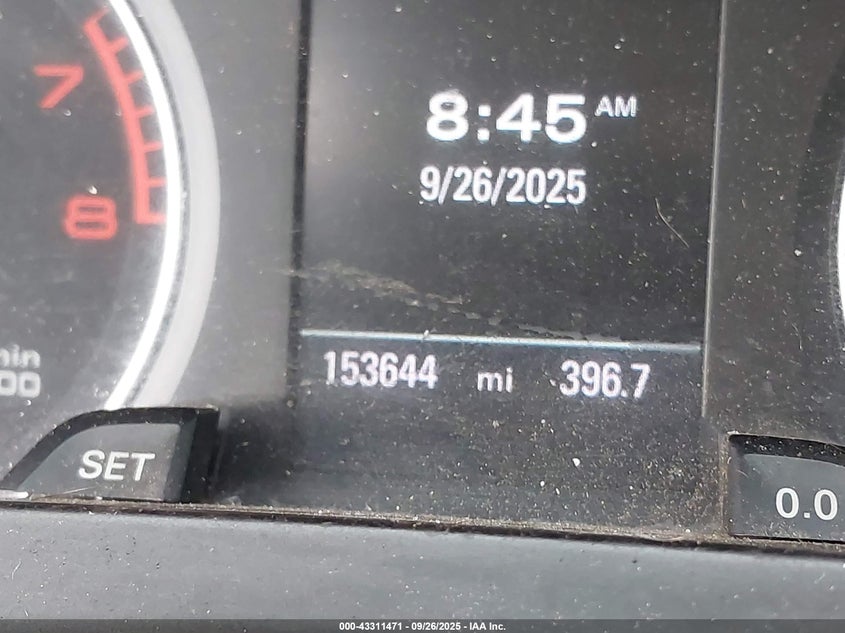 7
8
8:45 AM
9/26/2025
153644 mi 396.7
SET
0.0
000-43311471 - 09/26/2025 - IAA Inc.